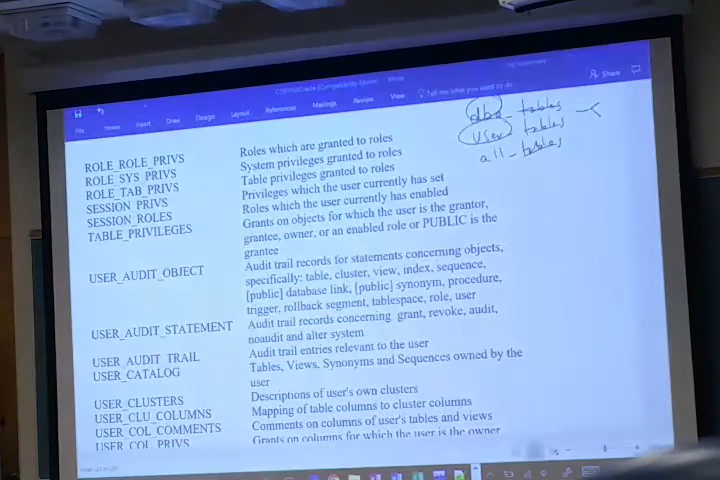 [Compatibility Mode] - Word
File Home Insert Draw Design Layout References Mailings Review View Tell me what you want to do Share
dba_tables
user_tables
all_tables
ROLE_ROLE_PRIVS Roles which are granted to roles
ROLE_SYS_PRIVS System privileges granted to roles
ROLE_TAB_PRIVS Table privileges granted to roles
SESSION_PRIVS Privileges which the user currently has set
SESSION_ROLES Roles which the user currently has enabled
TABLE_PRIVILEGES Grants on objects for which the user is the grantor,
grantee, owner, or an enabled role or PUBLIC is the
grantee
USER_AUDIT_OBJECT Audit trail records for statements concerning objects,
specifically: table, cluster, view, index, sequence,
[public] database link, [public] synonym, procedure,
trigger, rollback segment, tablespace, role, user
USER_AUDIT_STATEMENT Audit trail records concerning grant, revoke, audit,
noaudit and alter system
USER_AUDIT_TRAIL Audit trail entries relevant to the user
USER_CATALOG Tables, Views, Synonyms and Sequences owned by the
user
USER_CLUSTERS Descriptions of user's own clusters
USER_CLU_COLUMNS Mapping of table columns to cluster columns
USER_COL_COMMENTS Comments on columns of user's tables and views
USER_COL_PRIVS Grants on columns for which the user is the owner